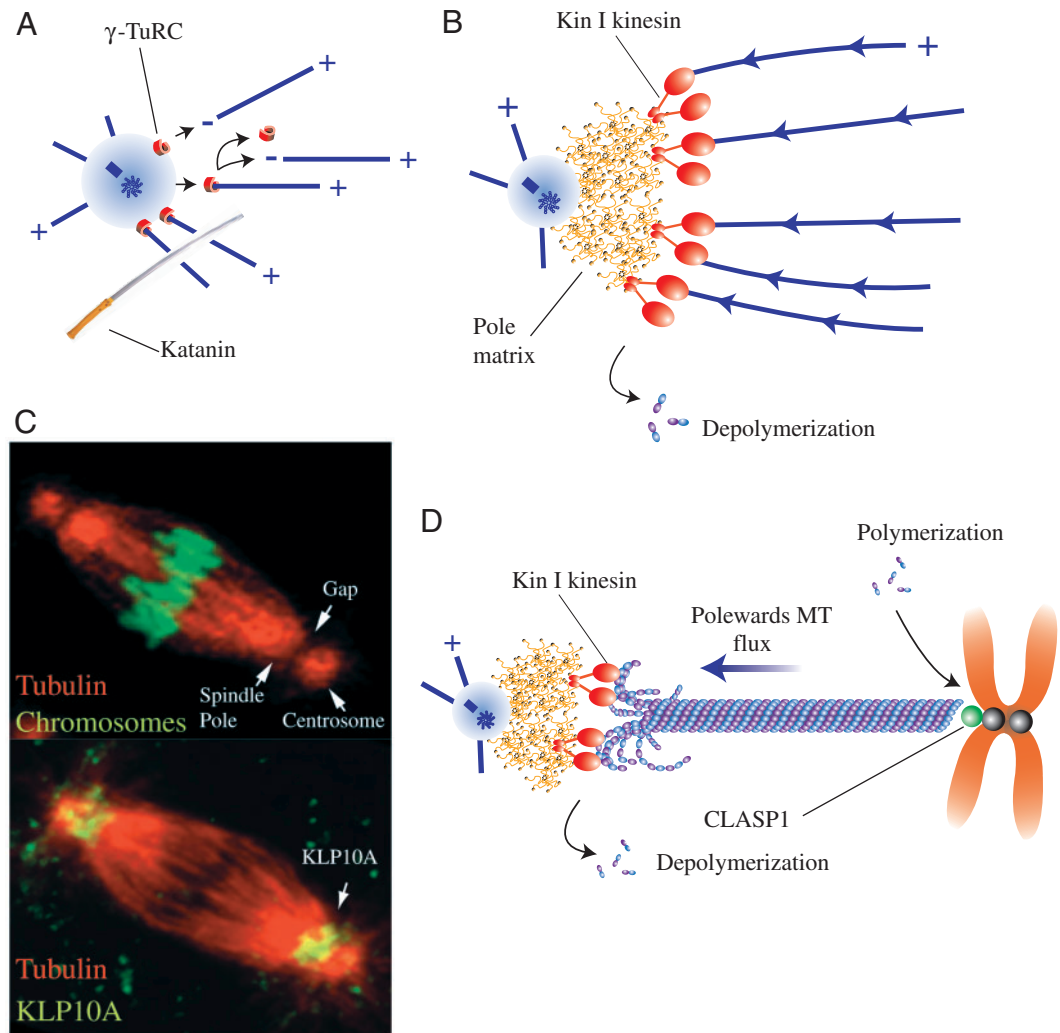 A
γ-TuRC
+
-
+
-
+
+
+
+
Katanin
B
Kin I kinesin
+
+
Pole
matrix
Depolymerization
C
Gap
Tubulin
Chromosomes
Spindle
Pole
Centrosome
KLP10A
Tubulin
KLP10A
D
Polymerization
Kin I kinesin
Polewards MT
flux
+
CLASP1
Depolymerization